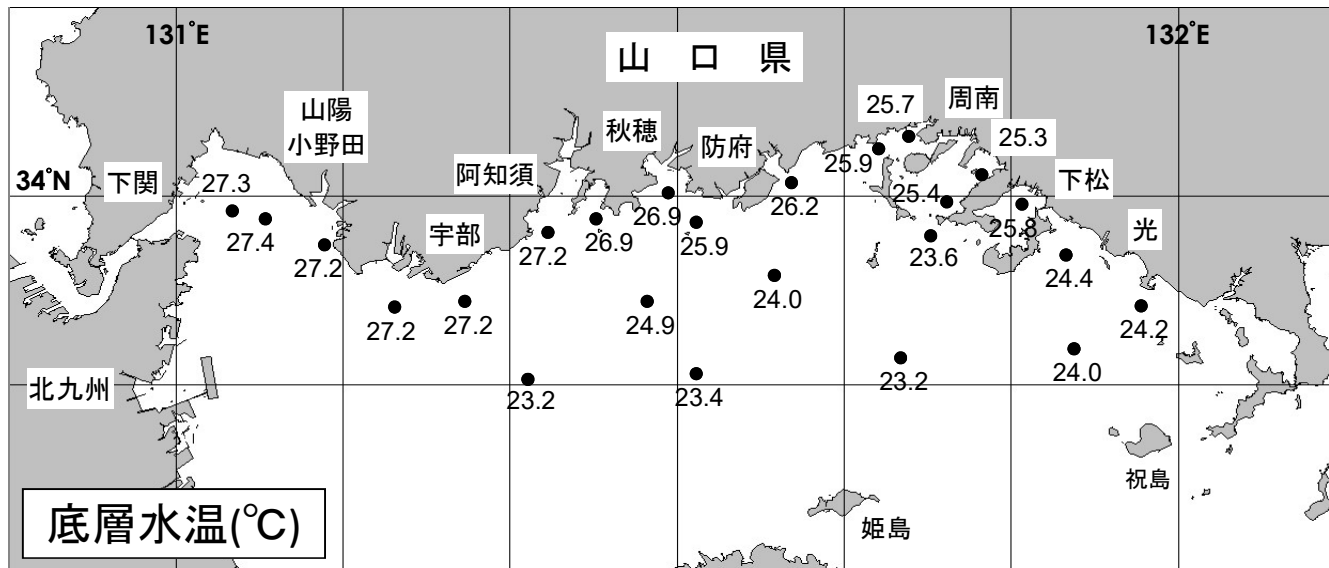 131°E
132°E
山 口 県
周南
25.7
山陽
小野田
秋穂
防府
25.3
25.9
阿知須
34°N
下関
27.3
下松
25.4
26.9
26.2
25.8
光
27.4
宇部
27.2
26.9
25.9
23.6
27.2
24.4
24.0
27.2
27.2
24.9
24.2
北九州
23.2
23.4
23.2
24.0
祝島
底層水温(℃)
姫島